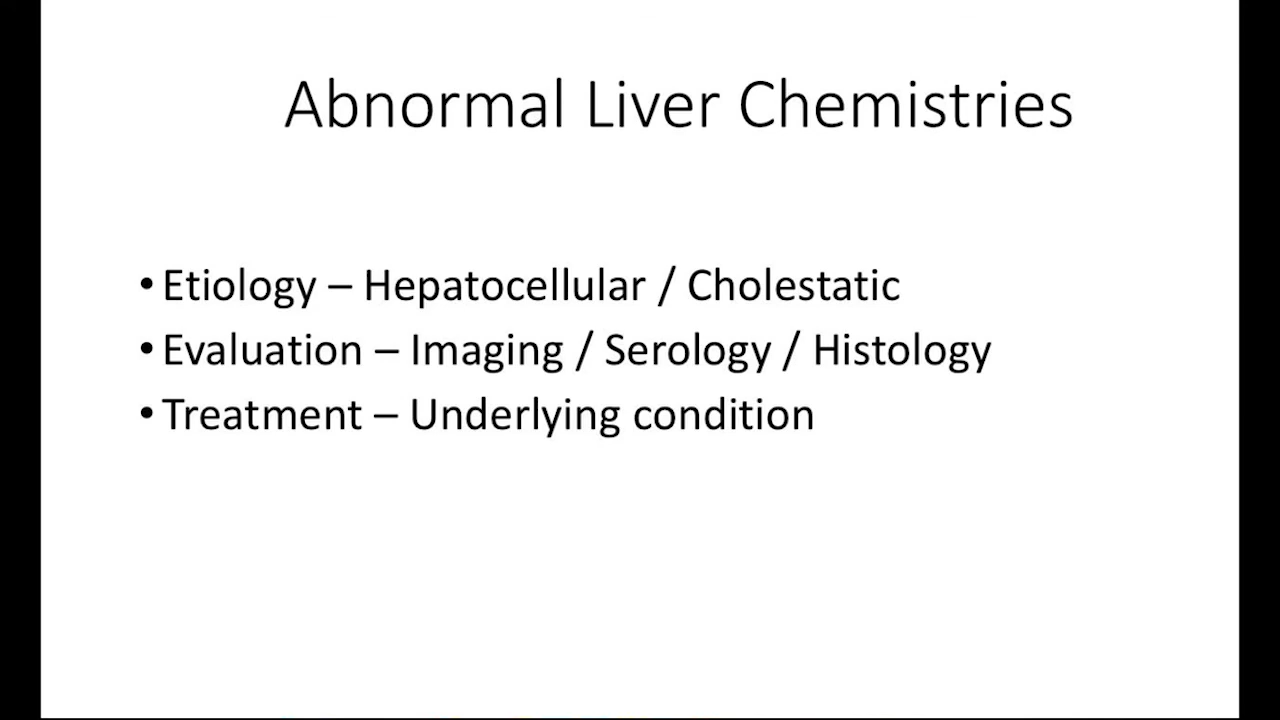 Abnormal Liver Chemistries
• Etiology – Hepatocellular / Cholestatic
• Evaluation – Imaging / Serology / Histology
• Treatment – Underlying condition